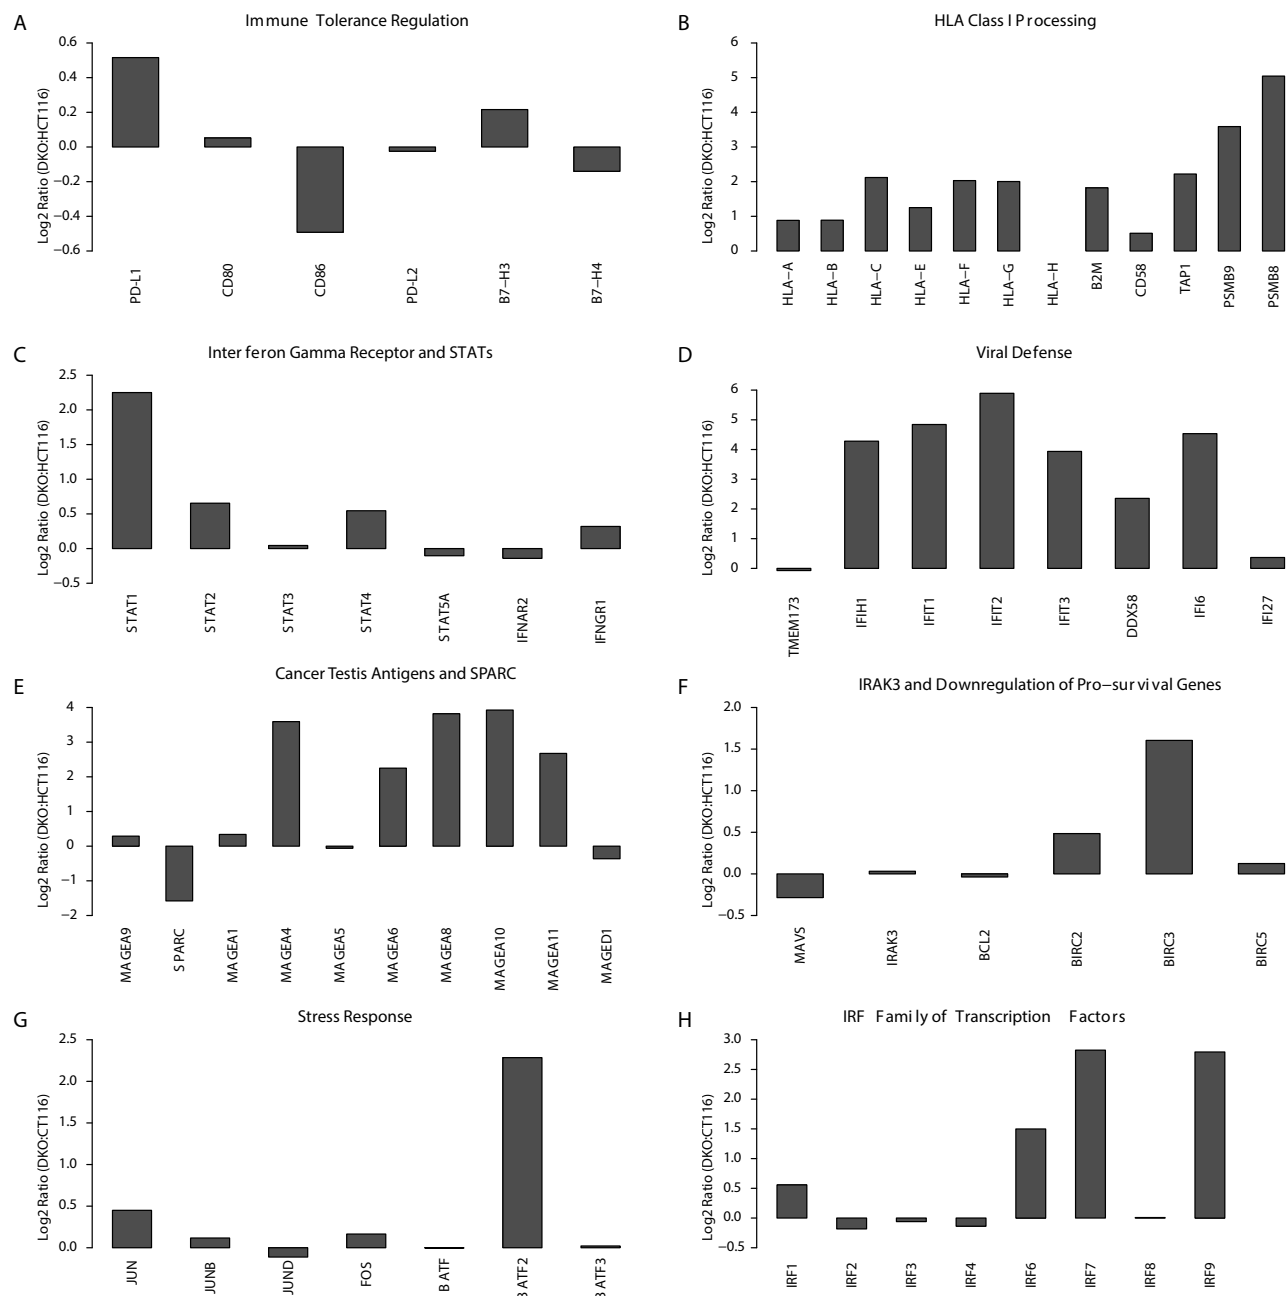 A
Immune Tolerance Regulation
Log2 Ratio (DKO:HCT116)
0.6
0.4
0.2
0.0
−0.2
−0.4
−0.6
PD-L1
CD80
CD86
PD-L2
B7−H3
B7−H4
B
HLA Class I Processing
Log2 Ratio (DKO:HCT116)
6
5
4
3
2
1
0
HLA−A
HLA−B
HLA−C
HLA−E
HLA−F
HLA−G
HLA−H
B2M
CD58
TAP1
PSMB9
PSMB8
C
Inter feron Gamma Receptor and STATs
Log2 Ratio (DKO:HCT116)
2.5
2.0
1.5
1.0
0.5
0.0
−0.5
STAT1
STAT2
STAT3
STAT4
STAT5A
IFNAR2
IFNGR1
D
Viral Defense
Log2 Ratio (DKO:HCT116)
6
5
4
3
2
1
0
TMEM173
IFIH1
IFIT1
IFIT2
IFIT3
DDX58
IFI6
IFI27
E
Cancer Testis Antigens and SPARC
Log2 Ratio (DKO:HCT116)
4
3
2
1
0
−1
−2
MAGEA9
SPARC
MAGEA1
MAGEA4
MAGEA5
MAGEA6
MAGEA8
MAGEA10
MAGEA11
MAGED1
F
IRAK3 and Downregulation of Pro−survival Genes
Log2 Ratio (DKO:HCT116)
2.0
1.5
1.0
0.5
0.0
−0.5
MAVS
IRAK3
BCL2
BIRC2
BIRC3
BIRC5
G
Stress Response
Log2 Ratio (DKO:CT116)
2.5
2.0
1.5
1.0
0.5
0.0
JUN
JUNB
JUND
FOS
B ATF
3 ATF2
3 ATF3
H
IRF Family of Transcription Factors
Log2 Ratio (DKO:CT116)
3.0
2.5
2.0
1.5
1.0
0.5
0.0
−0.5
IRF1
IRF2
IRF3
IRF4
IRF6
IRF7
IRF8
IRF9